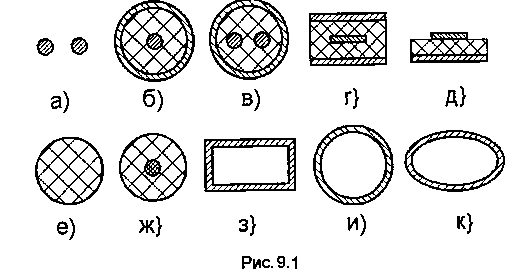 а) б) в) г} д}
е) ж} з} и) к}
Рис. 9.1